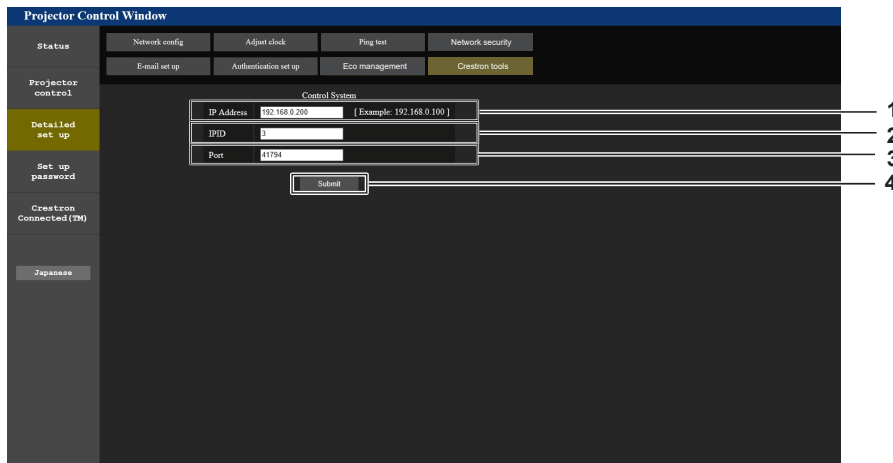 Projector Control Window
Status
Projector
control
Detailed
set up
Set up
password
Crestron
Connected(TM)
Japanese
Network config Adjust clock Ping test Network security
E-mail set up Authentication set up Eco management Crestron tools
Control System
IP Address 192.168.0.200 [ Example: 192.168.0.100 ]
IPID 3
Port 41794
Submit
1
2
3
4